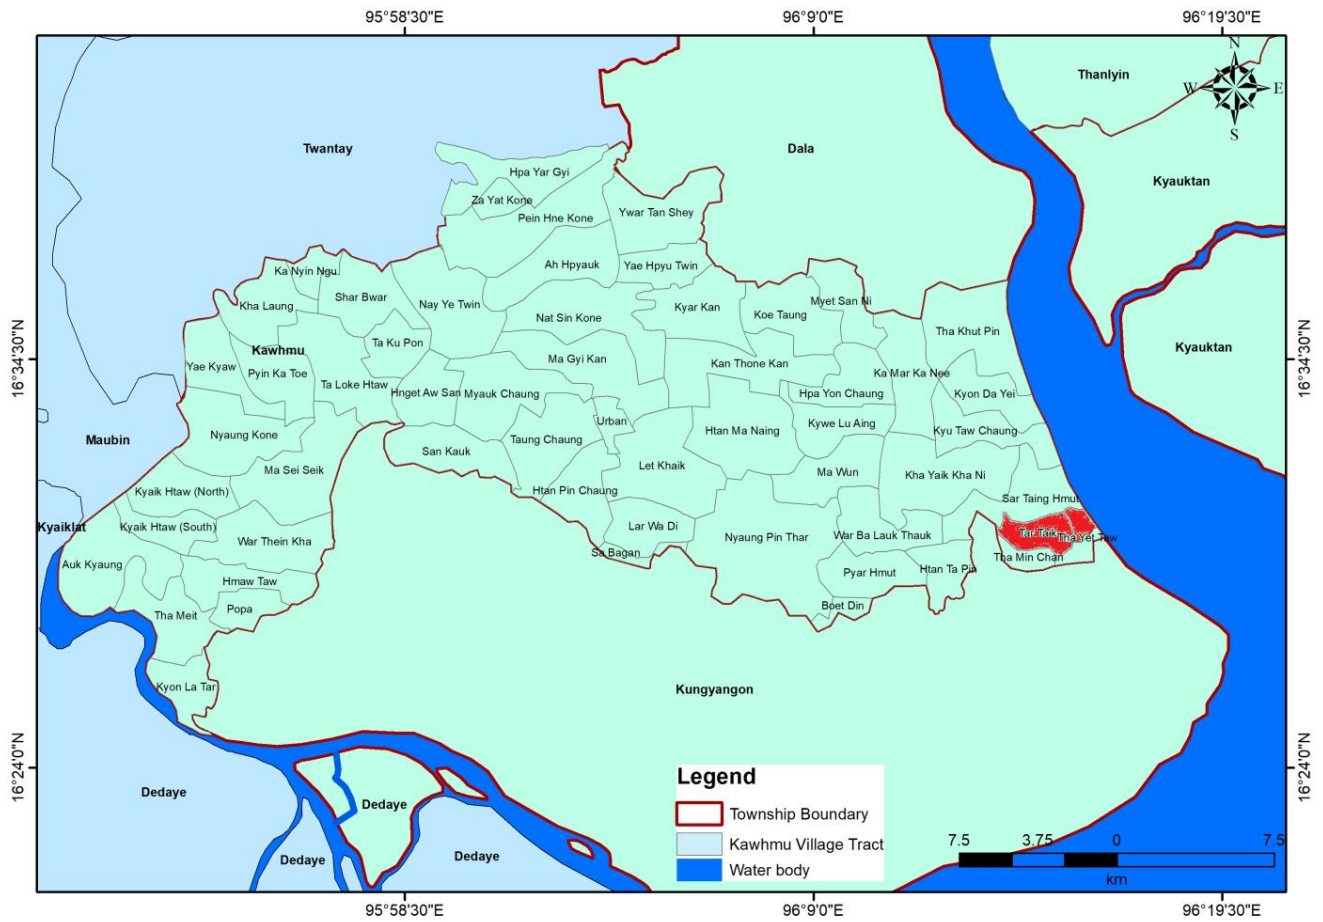 95°58'30"E
96°9'0"E
96°19'30"E
N
W
E
S
Thanlyin
Twantay
Dala
Hpa Yar Gyi
Kyauktan
Za Yat Kone
Ywar Tan Shey
Pein Hne Kone
Ah Hpyauk
Yae Hpyu Twin
Ka Nyin Ngu
Shar Bwar
Myet San Ni
Kha Laung
Nay Ye Twin
Kyar Kan
Koe Taung
Nat Sin Kone
Tha Khut Pin
Ta Ku Pon
Kyauktan
Kawhmu
16°34'30"N
16°34'30"N
Ma Gyi Kan
Kan Thone Kan
Yae Kyaw
Pyin Ka Toe
Ka Mar Ka Nee
Ta Loke Htaw
Hnget Aw San
Myauk Chaung
Hpa Yon Chaung
Kyon Da Yei
Urban
Kywe Lu Aing
Nyaung Kone
Htan Ma Naing
Kyu Taw Chaung
Maubin
Taung Chaung
San Kauk
Let Khaik
Ma Sei Seik
Ma Wun
Kha Yaik Kha Ni
Kyaik Htaw (North)
Htan Pin Chaung
Sar Taing Hmut
Kyaiklat
Kyaik Htaw (South)
Lar Wa Di
War Thein Kha
Nyaung Pin Thar
War Ba Lauk Thauk
Tar Taik
Tha Yet Taw
Sa Bagan
Tha Min Chan
Auk Kyaung
Hmaw Taw
Pyar Hmut
Htan Ta Pin
Tha Meit
Popa
Boet Din
Kyon La Tar
Kungyangon
16°24'0"N
16°24'0"N
Dedaye
Dedaye
Dedaye
Dedaye
Legend
Township Boundary
Kawhmu Village Tract
Water body
7.5
3.75
0
7.5
km
95°58'30"E
96°9'0"E
96°19'30"E